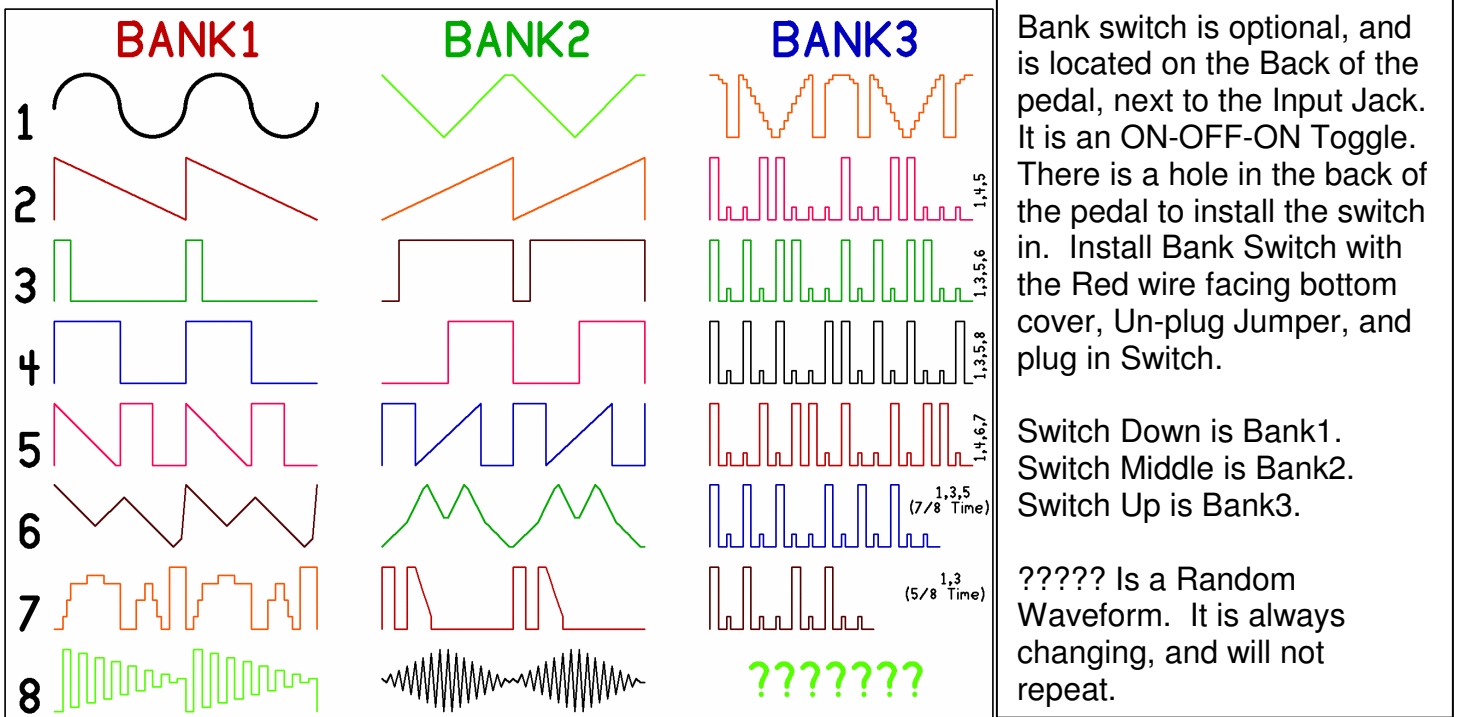 BANK1 BANK2 BANK3
1
2
1,4,5
3
1,3,5,6
4
1,3,5,8
5
1,4,6,7
6
1,3,5
(7/8 Time)
7
1,3
(5/8 Time)
8
???????
Bank switch is optional, and
is located on the Back of the
pedal, next to the Input Jack.
It is an ON-OFF-ON Toggle.
There is a hole in the back of
the pedal to install the switch
in.  Install Bank Switch with
the Red wire facing bottom
cover, Un-plug Jumper, and
plug in Switch.
Switch Down is Bank1.
Switch Middle is Bank2.
Switch Up is Bank3.
????? Is a Random
Waveform.  It is always
changing, and will not
repeat.